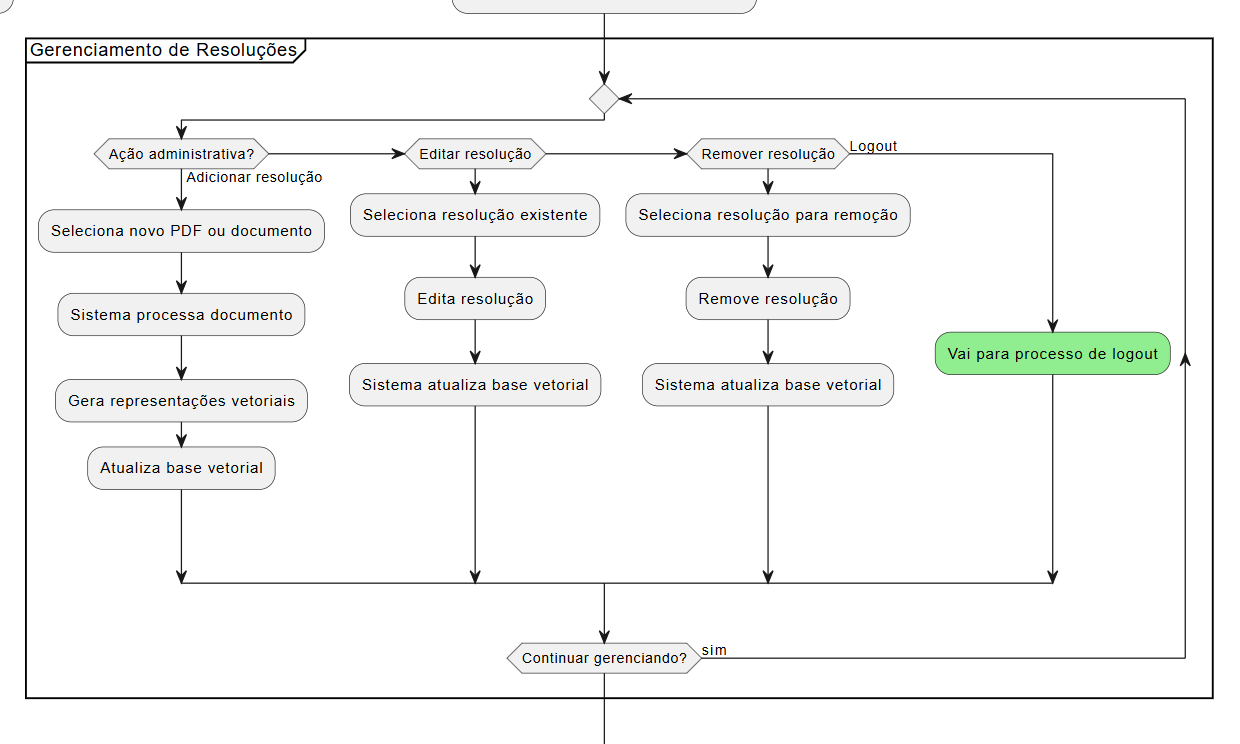 Gerenciamento de Resoluções
Ação administrativa?
Editar resolução
Remover resolução
Logout
Adicionar resolução
Seleciona novo PDF ou documento
Seleciona resolução existente
Seleciona resolução para remoção
Sistema processa documento
Edita resolução
Remove resolução
Vai para processo de logout
Gera representações vetoriais
Sistema atualiza base vetorial
Sistema atualiza base vetorial
Atualiza base vetorial
Continuar gerenciando?
sim